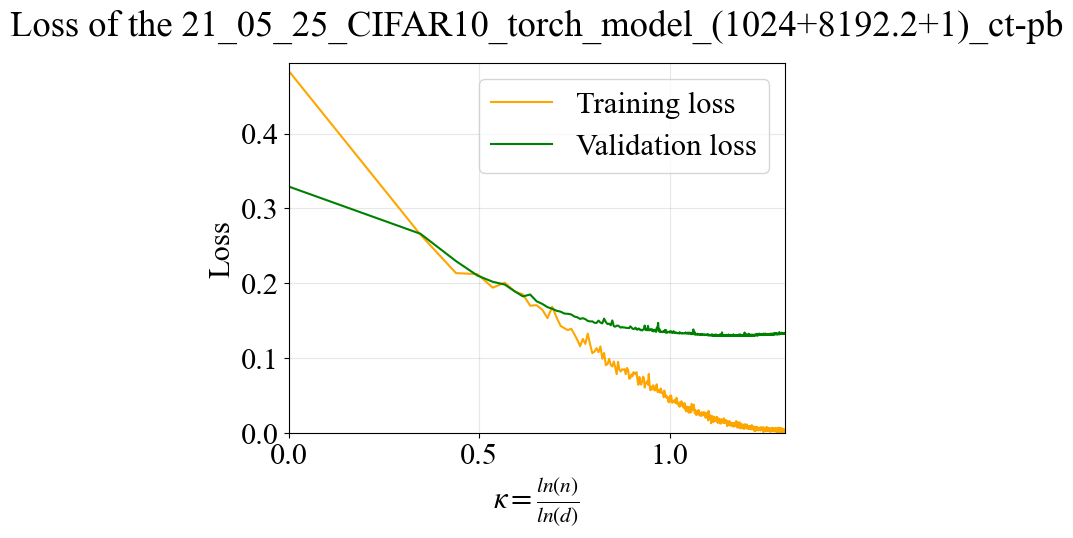 Loss of the 21_05_25_CIFAR10_torch_model_(1024+8192.2+1)_ct-pb
Training loss
Validation loss
Loss
0.4
0.3
0.2
0.1
0.0
0.0 0.5 1.0
κ = ln(n)/ln(d)